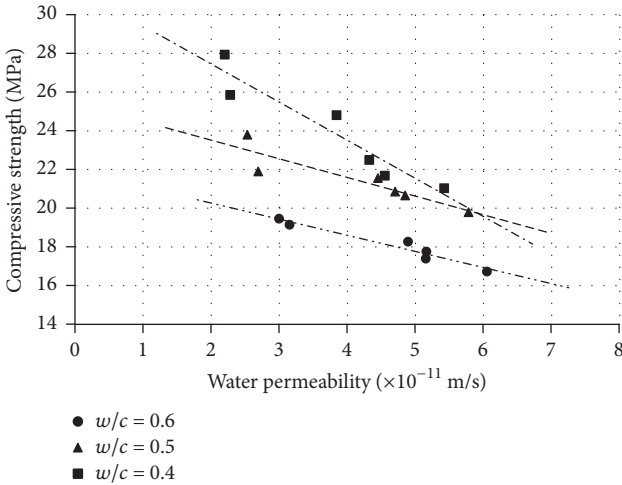 Compressive strength (MPa)
30
28
26
24
22
20
18
16
14
0 1 2 3 4 5 6 7 8
Water permeability (×10⁻¹¹ m/s)
w/c = 0.6
w/c = 0.5
w/c = 0.4